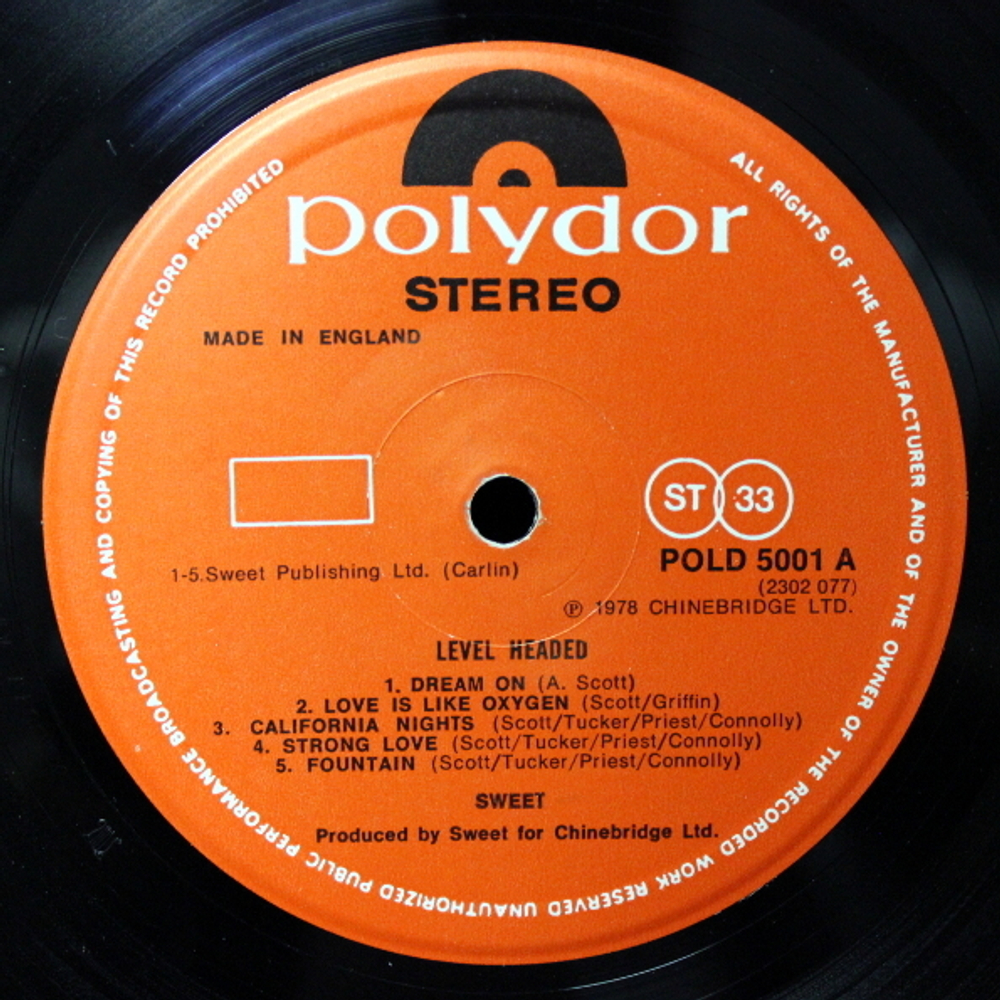 polydor
STEREO
MADE IN ENGLAND
ST 33
POLD 5001 A
(2302 077)
1-5.Sweet Publishing Ltd. (Carlin)
℗ 1978 CHINEBRIDGE LTD.
LEVEL HEADED
1. DREAM ON (A. Scott)
2. LOVE IS LIKE OXYGEN (Scott/Griffin)
3. CALIFORNIA NIGHTS (Scott/Tucker/Priest/Connolly)
4. STRONG LOVE (Scott/Tucker/Priest/Connolly)
5. FOUNTAIN (Scott/Tucker/Priest/Connolly)
SWEET
Produced by Sweet for Chinebridge Ltd.
ALL RIGHTS OF THE MANUFACTURER AND OF THE OWNER OF THE RECORDED WORK RESERVED UNAUTHORIZED PUBLIC PERFORMANCE BROADCASTING AND COPYING OF THIS RECORD PROHIBITED